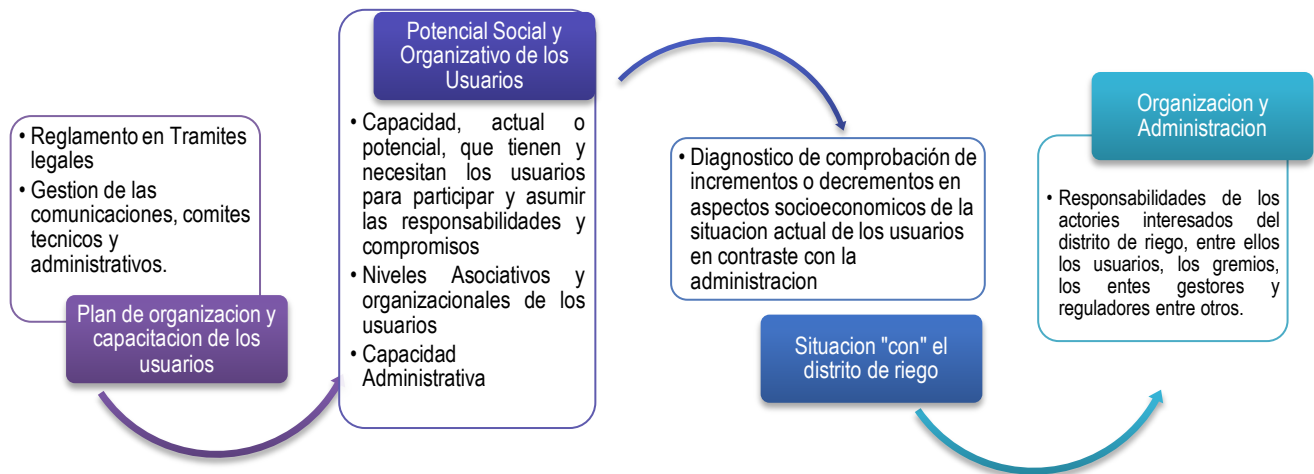 • Reglamento en Tramites
legales
• Gestion de las
comunicaciones, comites
tecnicos y
administrativos.
Plan de organizacion y
capacitacion de los
usuarios
Potencial Social y
Organizativo de los
Usuarios
• Capacidad, actual o
potencial, que tienen y
necesitan los usuarios
para participar y asumir
las responsabilidades y
compromisos
• Niveles Asociativos y
organizacionales de los
usuarios
• Capacidad
Administrativa
• Diagnostico de comprobación de
incrementos o decrementos en
aspectos socioeconomicos de la
situacion actual de los usuarios
en contraste con la
administracion
Situacion "con" el
distrito de riego
Organizacion y
Administracion
• Responsabilidades de los
actories interesados del
distrito de riego, entre ellos
los usuarios, los gremios,
los entes gestores y
reguladores entre otros.